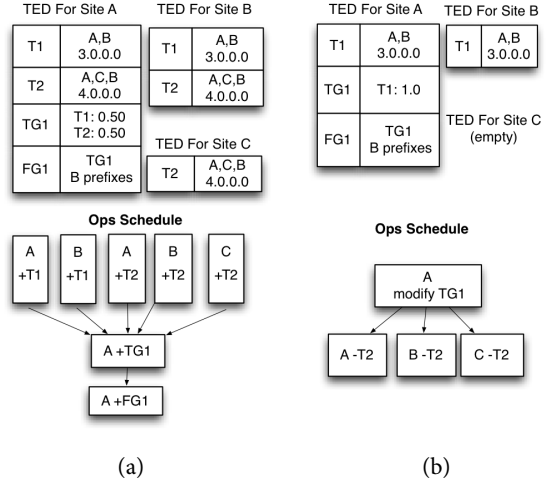 TED For Site A
T1
A,B
3.0.0.0
T2
A,C,B
4.0.0.0
TG1
T1: 0.50
T2: 0.50
FG1
TG1
B prefixes
TED For Site B
T1
A,B
3.0.0.0
T2
A,C,B
4.0.0.0
TED For Site C
T2
A,C,B
4.0.0.0
Ops Schedule
A
+T1
B
+T1
A
+T2
B
+T2
C
+T2
A +TG1
A +FG1
(a)
TED For Site A
T1
A,B
3.0.0.0
TG1
T1: 1.0
FG1
TG1
B prefixes
TED For Site B
T1
A,B
3.0.0.0
TED For Site C
(empty)
Ops Schedule
A
modify TG1
A -T2
B -T2
C -T2
(b)